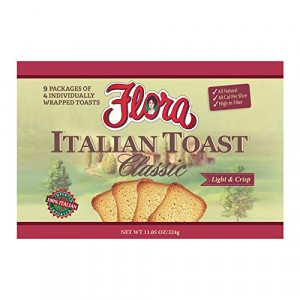 9 PACKAGES OF
4 INDIVIDUALLY
WRAPPED TOASTS
Flora
All Natural
40 Cal Per Slice
High in Fiber
ITALIAN TOAST
Classic
Light & Crisp
100% ITALIAN
NET WT 11.05 OZ/324g